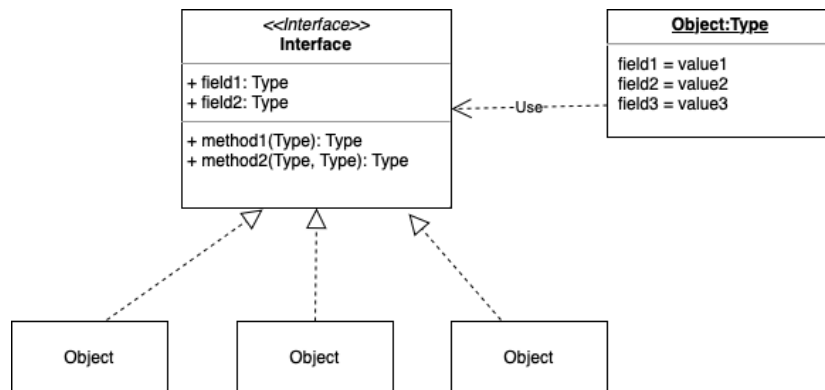 <<Interface>>
Interface
+ field1: Type
+ field2: Type
+ method1(Type): Type
+ method2(Type, Type): Type
Object:Type
field1 = value1
field2 = value2
field3 = value3
Use
Object
Object
Object